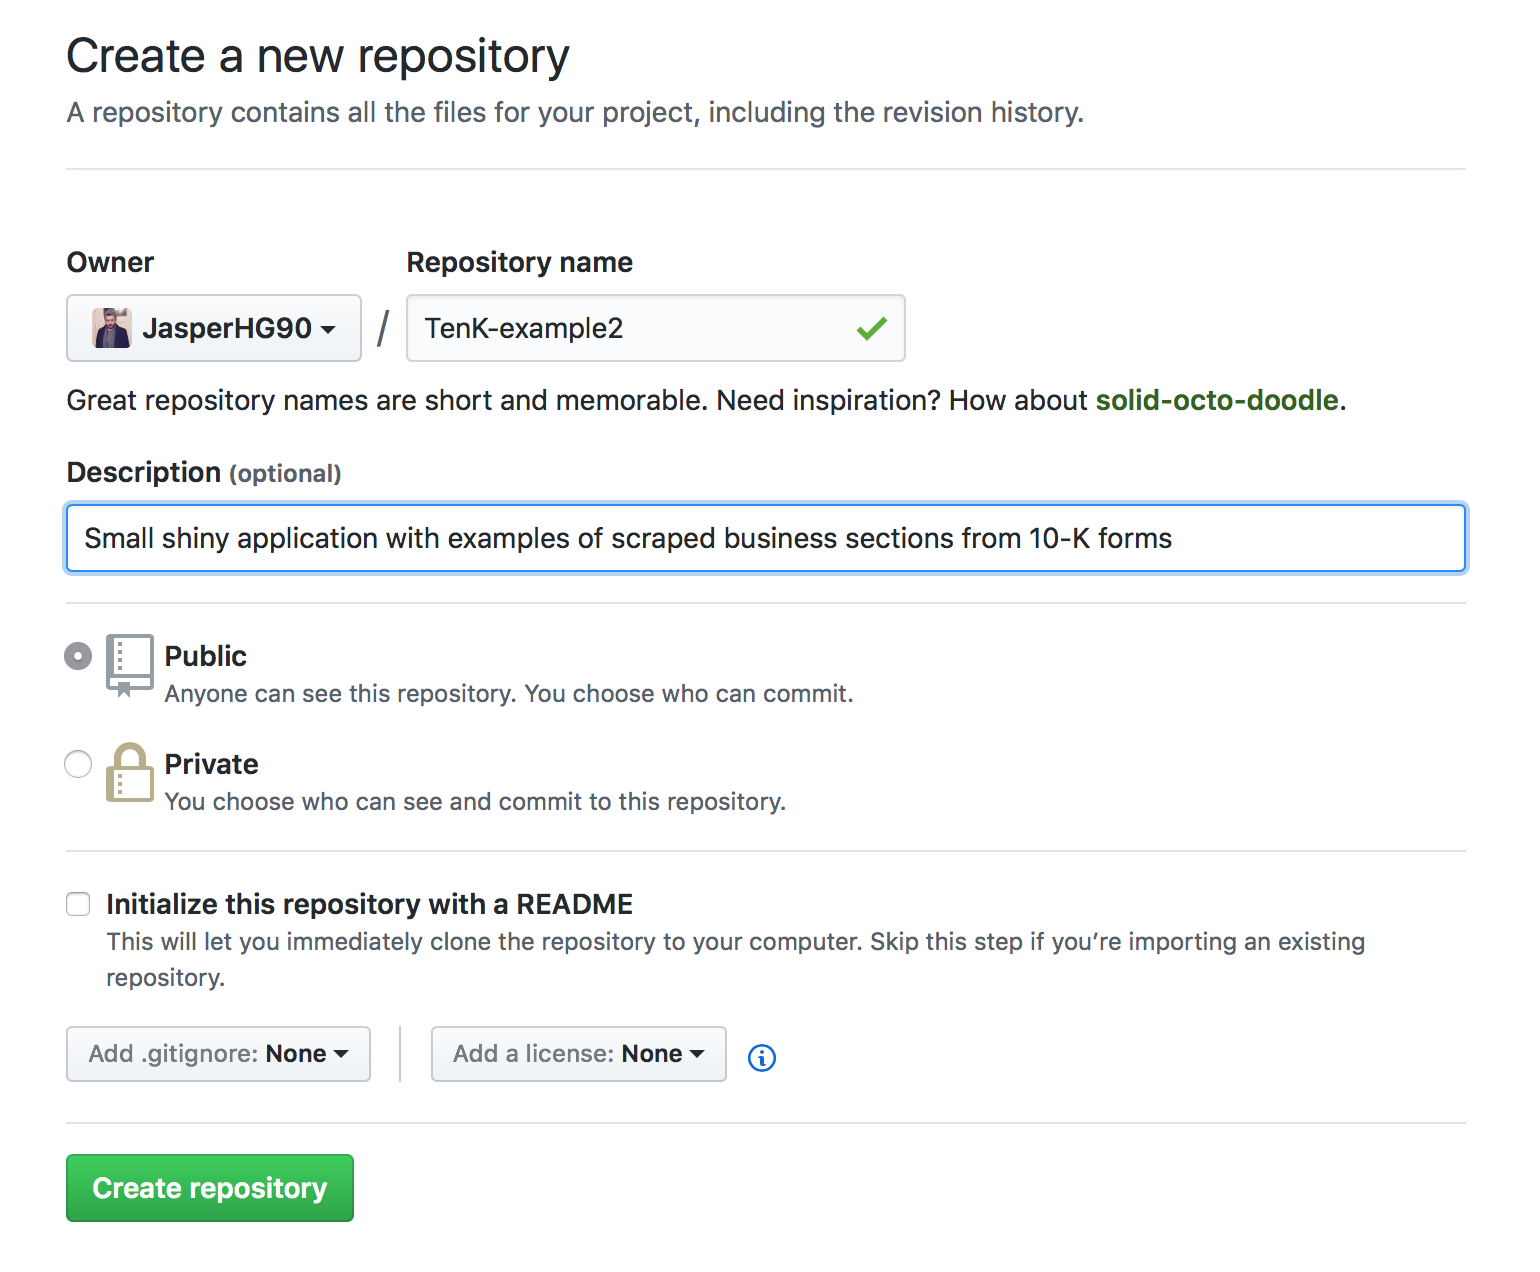 Create a new repository
A repository contains all the files for your project, including the revision history.
Owner
Repository name
JasperHG90 / TenK-example2
Great repository names are short and memorable. Need inspiration? How about solid-octo-doodle.
Description (optional)
Small shiny application with examples of scraped business sections from 10-K forms
Public
Anyone can see this repository. You choose who can commit.
Private
You choose who can see and commit to this repository.
Initialize this repository with a README
This will let you immediately clone the repository to your computer. Skip this step if you’re importing an existing
repository.
Add .gitignore: None
Add a license: None
Create repository